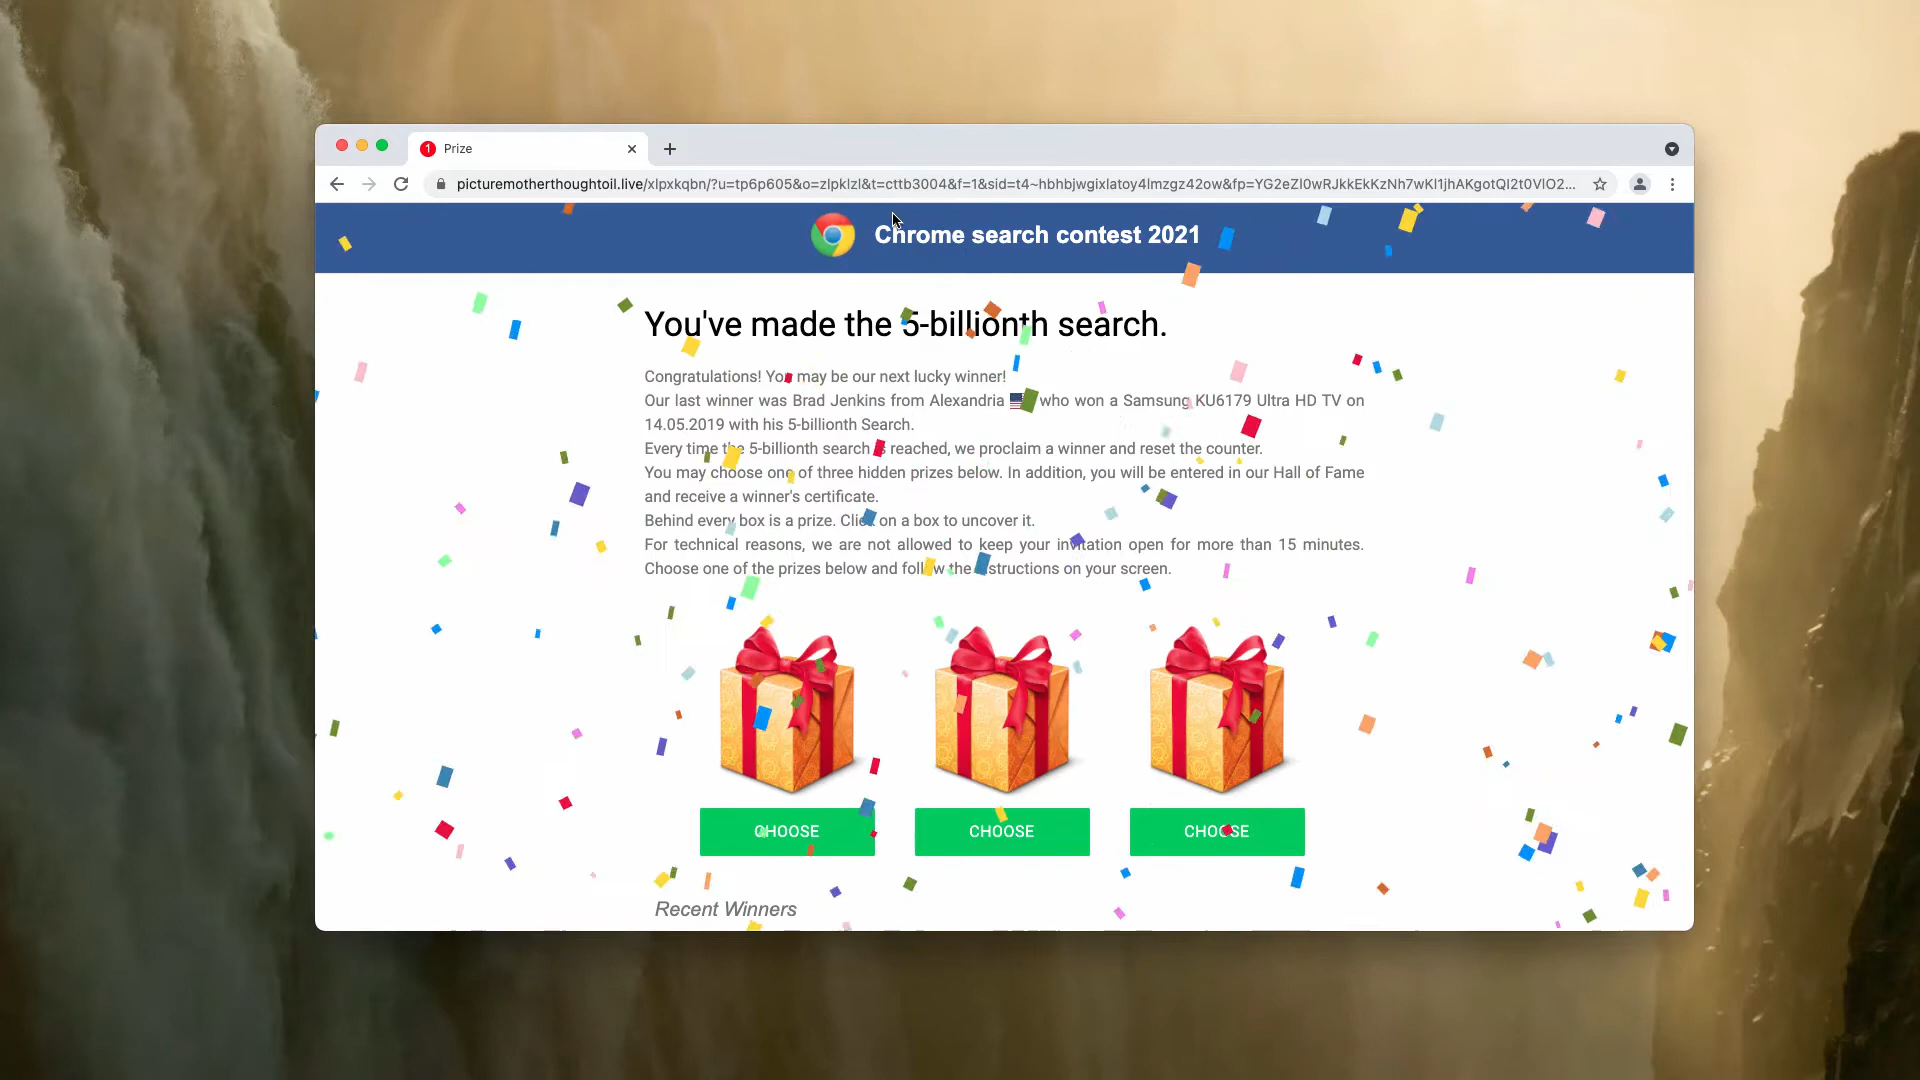 1 Prize
picturemotherthoughtoil.live/xlpxkqbn/?u=tp6p605&o=zlpklzl&t=cttb3004&f=1&sid=t4~hbhbjwgixlatoy4lmzgz42ow&fp=YG2eZl0wRJkkEkKzNh7wKl1jhAKgotQI2t0VlO2...
Chrome search contest 2021
You've made the 5-billionth search.
Congratulations! You may be our next lucky winner!
Our last winner was Brad Jenkins from Alexandria who won a Samsung KU6179 Ultra HD TV on
14.05.2019 with his 5-billionth Search.
Every time the 5-billionth search is reached, we proclaim a winner and reset the counter.
You may choose one of three hidden prizes below. In addition, you will be entered in our Hall of Fame
and receive a winner's certificate.
Behind every box is a prize. Click on a box to uncover it.
For technical reasons, we are not allowed to keep your invitation open for more than 15 minutes.
Choose one of the prizes below and follow the instructions on your screen.
CHOOSE CHOOSE CHOOSE
Recent Winners